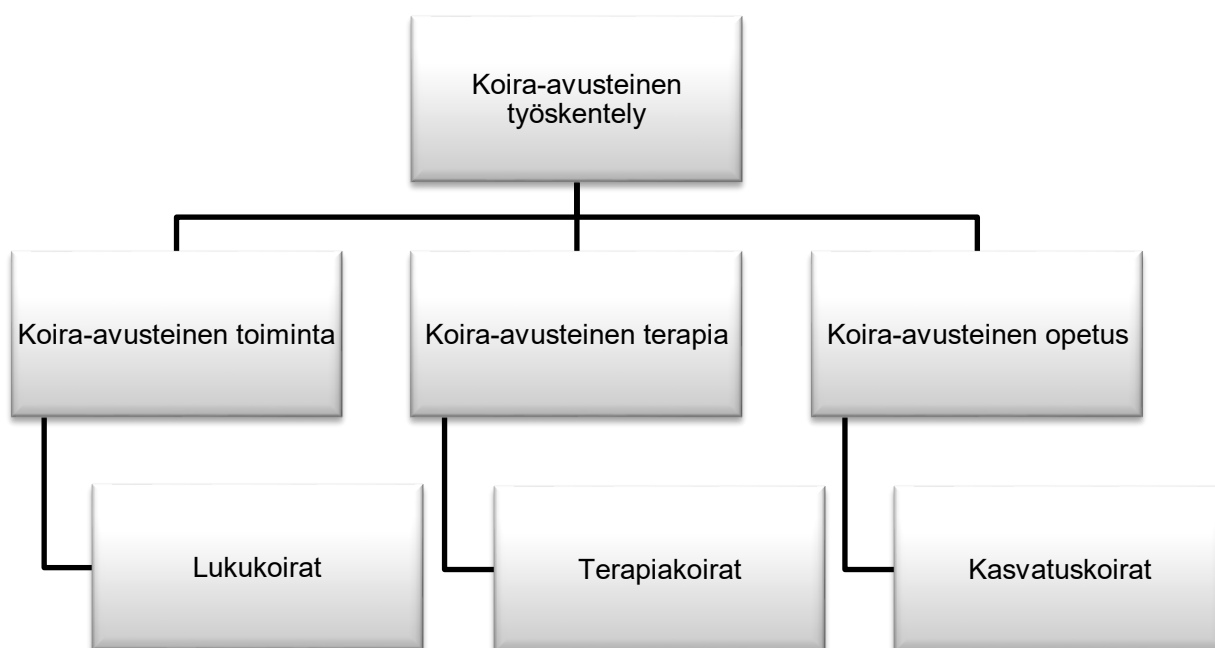 Koira-avusteinen
työskentely
Koira-avusteinen toiminta
Koira-avusteinen terapia
Koira-avusteinen opetus
Lukukoirat
Terapiakoirat
Kasvatuskoirat